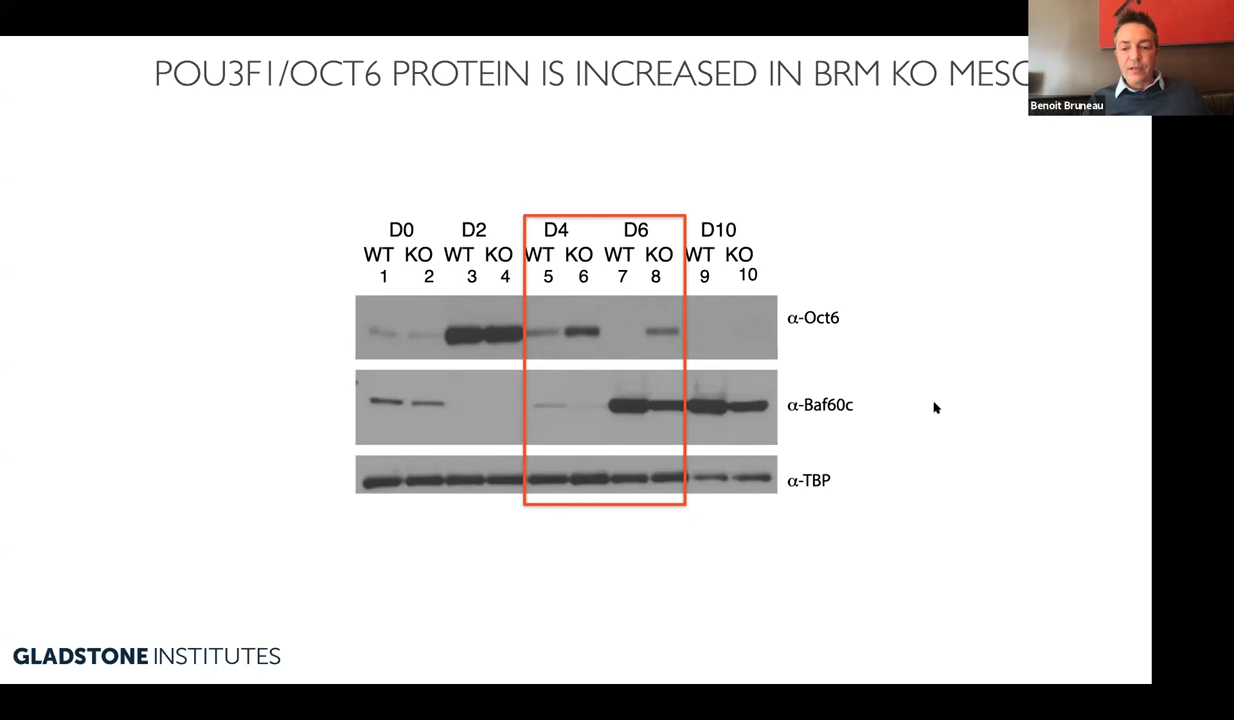 POU3F1/OCT6 PROTEIN IS INCREASED IN BRM KO
Benoit Bruneau
D0 D2 D4 D6 D10
WT KO WT KO WT KO WT KO WT KO
1 2 3 4 5 6 7 8 9 10
α-Oct6
α-Baf60c
α-TBP
GLADSTONE INSTITUTES